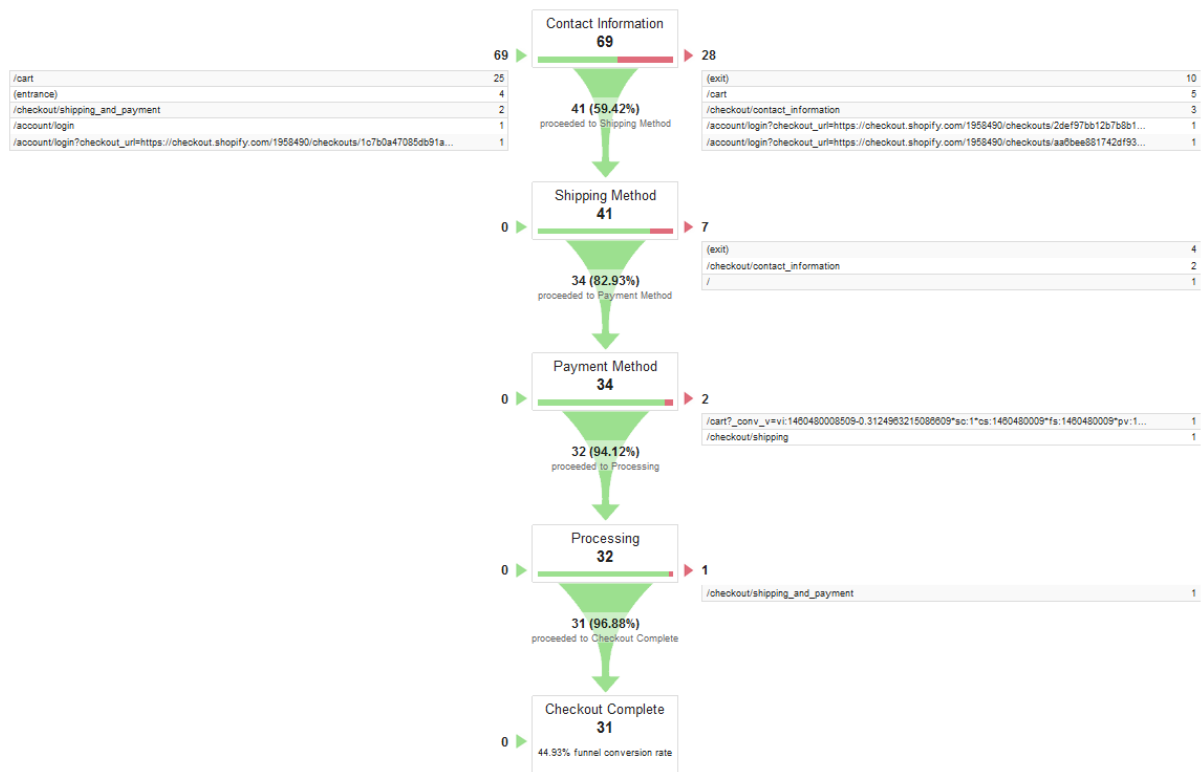 Contact Information
69
69
28
/cart 25
(entrance) 4
/checkout/shipping_and_payment 2
/account/login 1
/account/login?checkout_url=https://checkout.shopify.com/1958490/checkouts/1c7b0a47085db91a... 1
(exit) 10
/cart 5
/checkout/contact_information 3
/account/login?checkout_url=https://checkout.shopify.com/1958490/checkouts/2def97bb12b7b8b1... 1
/account/login?checkout_url=https://checkout.shopify.com/1958490/checkouts/aa6bee881742df93... 1
41 (59.42%)
proceeded to Shipping Method
Shipping Method
41
0
7
(exit) 4
/checkout/contact_information 2
/ 1
34 (82.93%)
proceeded to Payment Method
Payment Method
34
0
2
/cart?_conv_v=vi:1460480008509-0.3124963215086609*sc:1*cs:1460480009*fs:1460480009*pv:1... 1
/checkout/shipping 1
32 (94.12%)
proceeded to Processing
Processing
32
0
1
/checkout/shipping_and_payment 1
31 (96.88%)
proceeded to Checkout Complete
Checkout Complete
31
0
44.93% funnel conversion rate